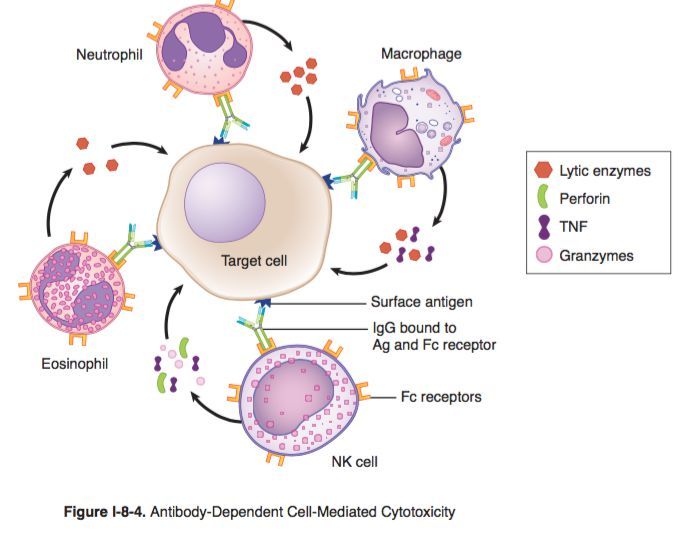 Neutrophil
Macrophage
Lytic enzymes
Perforin
TNF
Granzymes
Target cell
Surface antigen
IgG bound to
Ag and Fc receptor
Eosinophil
Fc receptors
NK cell
Figure I-8-4. Antibody-Dependent Cell-Mediated Cytotoxicity